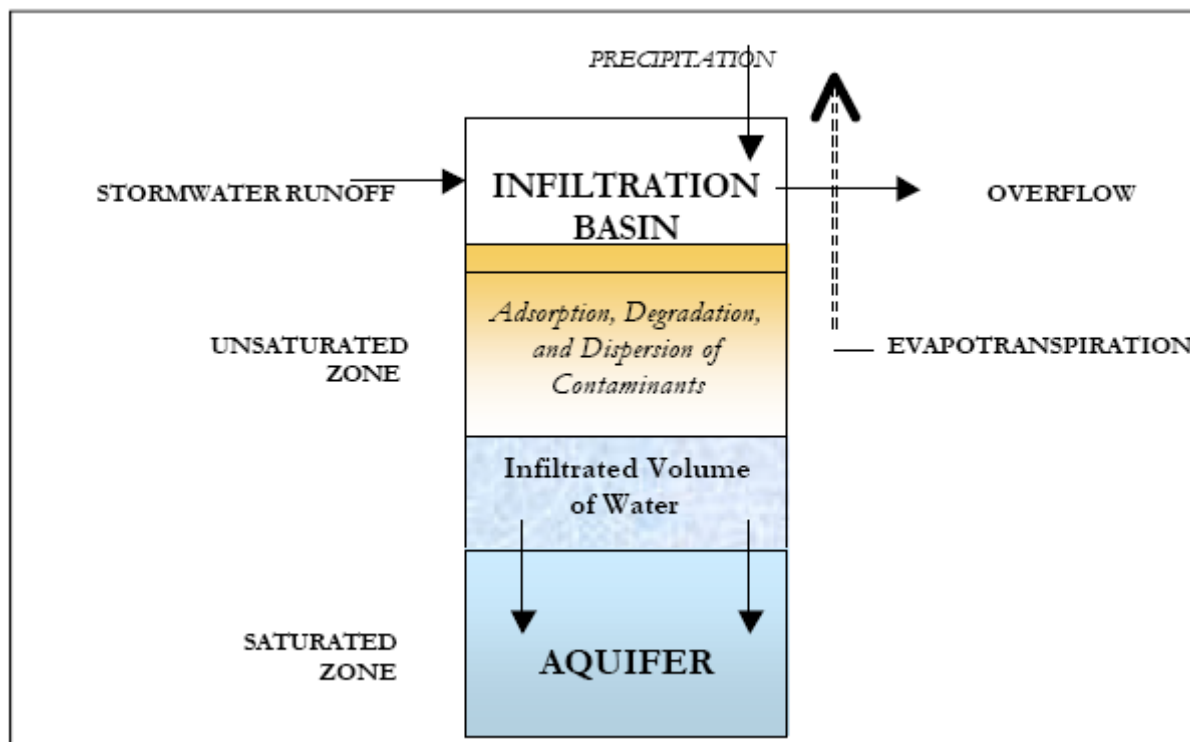 PRECIPITATION
STORMWATER RUNOFF
INFILTRATION
BASIN
OVERFLOW
UNSATURATED
ZONE
Adsorption, Degradation,
and Dispersion of
Contaminants
EVAPOTRANSPIRATION
Infiltrated Volume
of Water
SATURATED
ZONE
AQUIFER